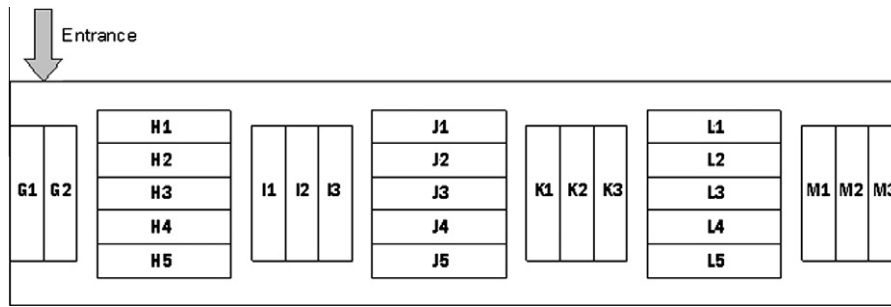 Entrance
H1
J1
L1
H2
J2
L2
G1 G2
H3
I1 I2 I3
J3
K1 K2 K3
L3
M1 M2 M3
H4
J4
L4
H5
J5
L5